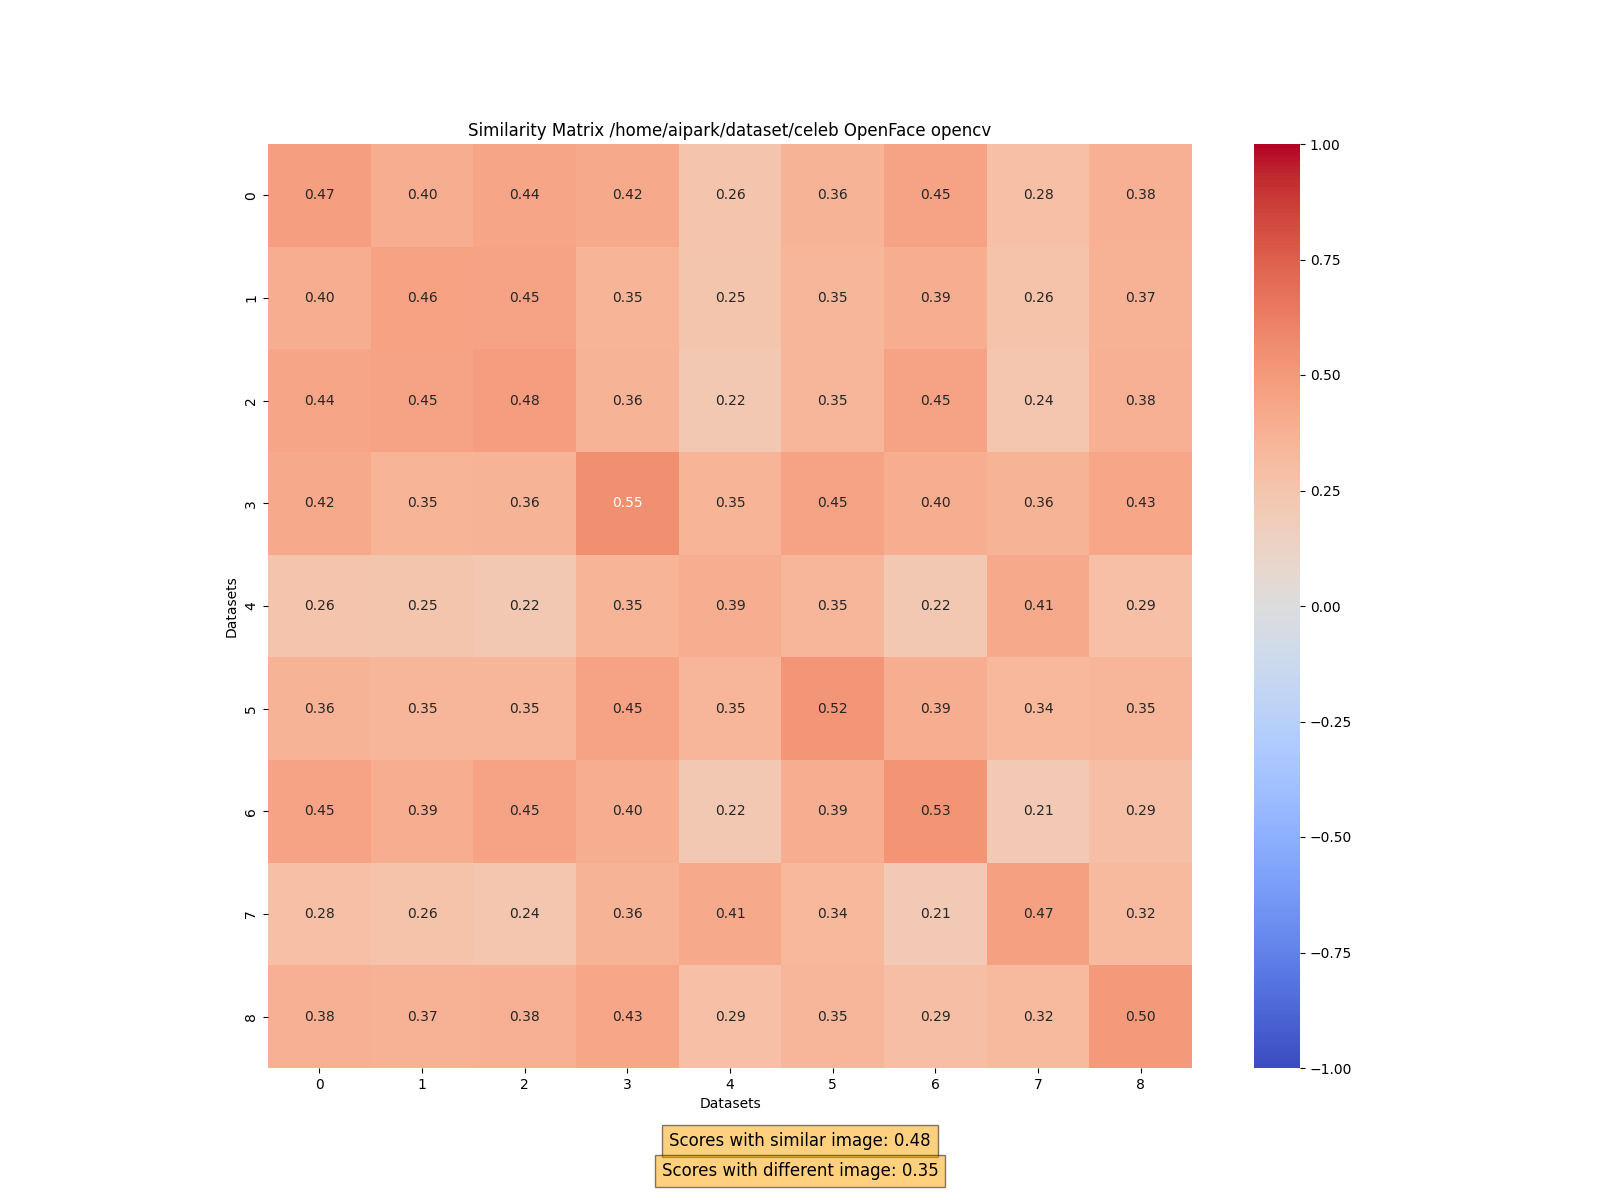 Similarity Matrix /home/aipark/dataset/celeb OpenFace opencv
0 0.47 0.40 0.44 0.42 0.26 0.36 0.45 0.28 0.38
1 0.40 0.46 0.45 0.35 0.25 0.35 0.39 0.26 0.37
2 0.44 0.45 0.48 0.36 0.22 0.35 0.45 0.24 0.38
3 0.42 0.35 0.36 0.55 0.35 0.45 0.40 0.36 0.43
4 0.26 0.25 0.22 0.35 0.39 0.35 0.22 0.41 0.29
5 0.36 0.35 0.35 0.45 0.35 0.52 0.39 0.34 0.35
6 0.45 0.39 0.45 0.40 0.22 0.39 0.53 0.21 0.29
7 0.28 0.26 0.24 0.36 0.41 0.34 0.21 0.47 0.32
8 0.38 0.37 0.38 0.43 0.29 0.35 0.29 0.32 0.50
Datasets
0 1 2 3 4 5 6 7 8
Datasets
1.00
0.75
0.50
0.25
0.00
−0.25
−0.50
−0.75
−1.00
Scores with similar image: 0.48
Scores with different image: 0.35